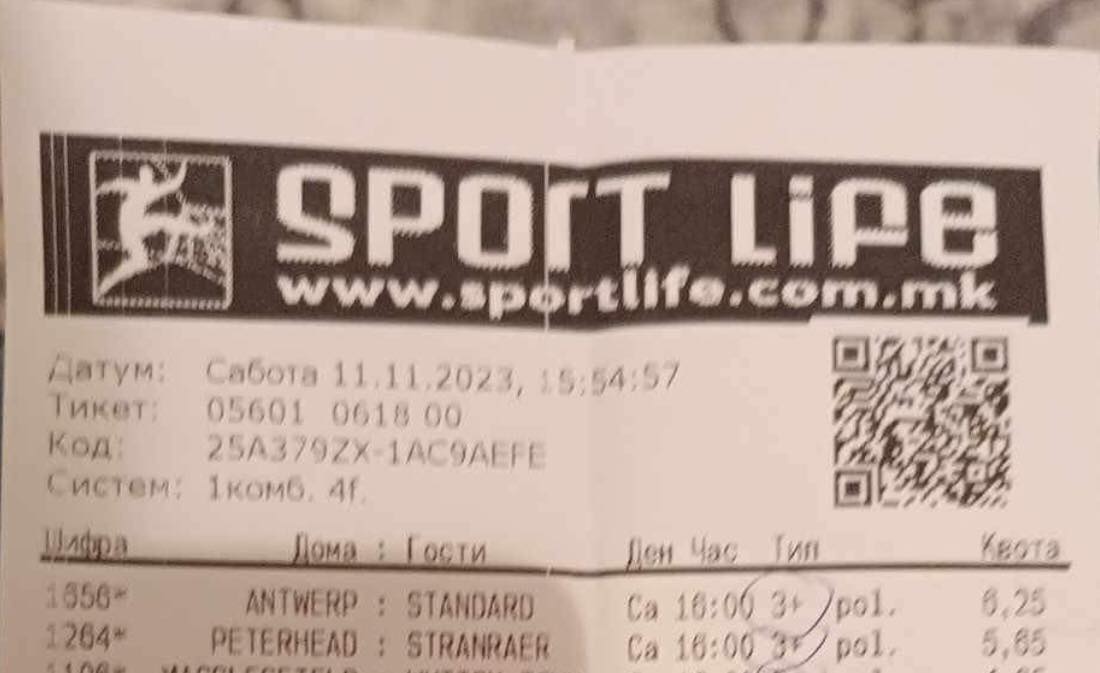 SPORT LIFE
www.sportlife.com.mk
Датум: Сабота 11.11.2023, 15:54:57
Тикет: 05601 0618 00
Код: 25A379ZX-1AC9AEFE
Систем: 1комб. 4f.
Шифра Дома : Гости Ден Час Тип Квота
1656* ANTWERP : STANDARD Са 16:00 3+ pol. 6,25
1264* PETERHEAD : STRANRAER Са 16:00 3+ pol. 5,65